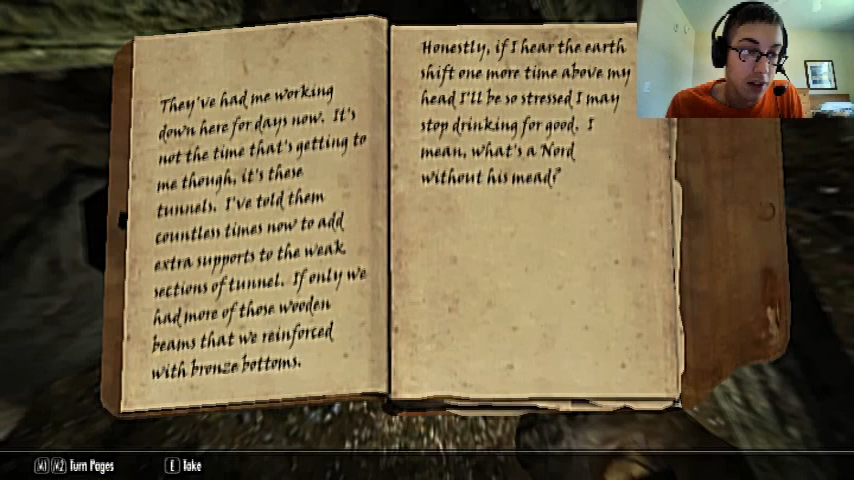 They've had me working
down here for days now. It's
not the time that's getting to
me though, it's these
tunnels. I've told them
countless times now to add
extra supports to the weak
sections of tunnel. If only we
had more of those wooden
beams that we reinforced
with bronze bottoms.
Honestly, if I hear the earth
shift one more time above my
head I'll be so stressed I may
stop drinking for good. I
mean, what's a Nord
without his mead?
M1 M2 Turn Pages
E Take